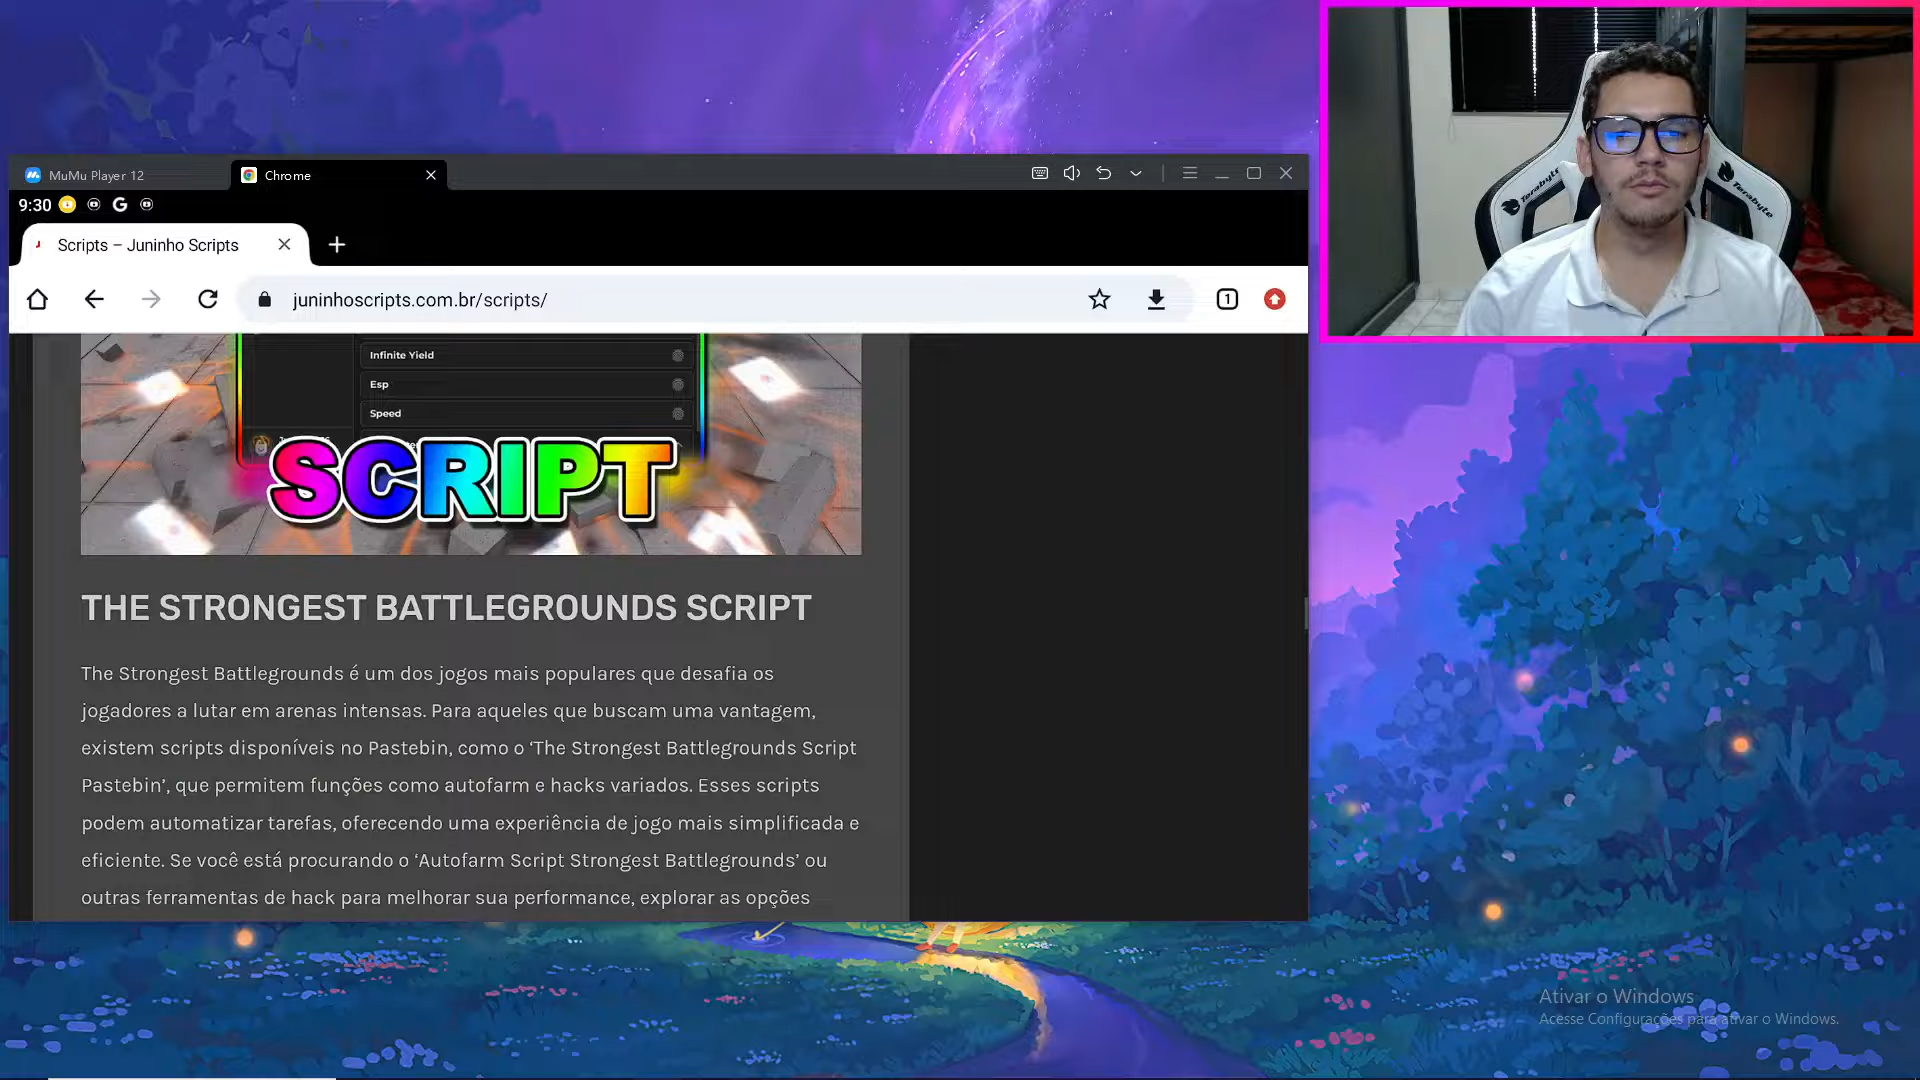 MuMu Player 12
Chrome
9:30
Scripts – Juninho Scripts
juninhoscripts.com.br/scripts/
1
Infinite Yield
Esp
Speed
SCRIPT
THE STRONGEST BATTLEGROUNDS SCRIPT
The Strongest Battlegrounds é um dos jogos mais populares que desafia os
jogadores a lutar em arenas intensas. Para aqueles que buscam uma vantagem,
existem scripts disponíveis no Pastebin, como o ‘The Strongest Battlegrounds Script
Pastebin’, que permitem funções como autofarm e hacks variados. Esses scripts
podem automatizar tarefas, oferecendo uma experiência de jogo mais simplificada e
eficiente. Se você está procurando o ‘Autofarm Script Strongest Battlegrounds’ ou
outras ferramentas de hack para melhorar sua performance, explorar as opções
Terabyte
Terabyte
Ativar o Windows
Acesse Configurações para ativar o Windows.